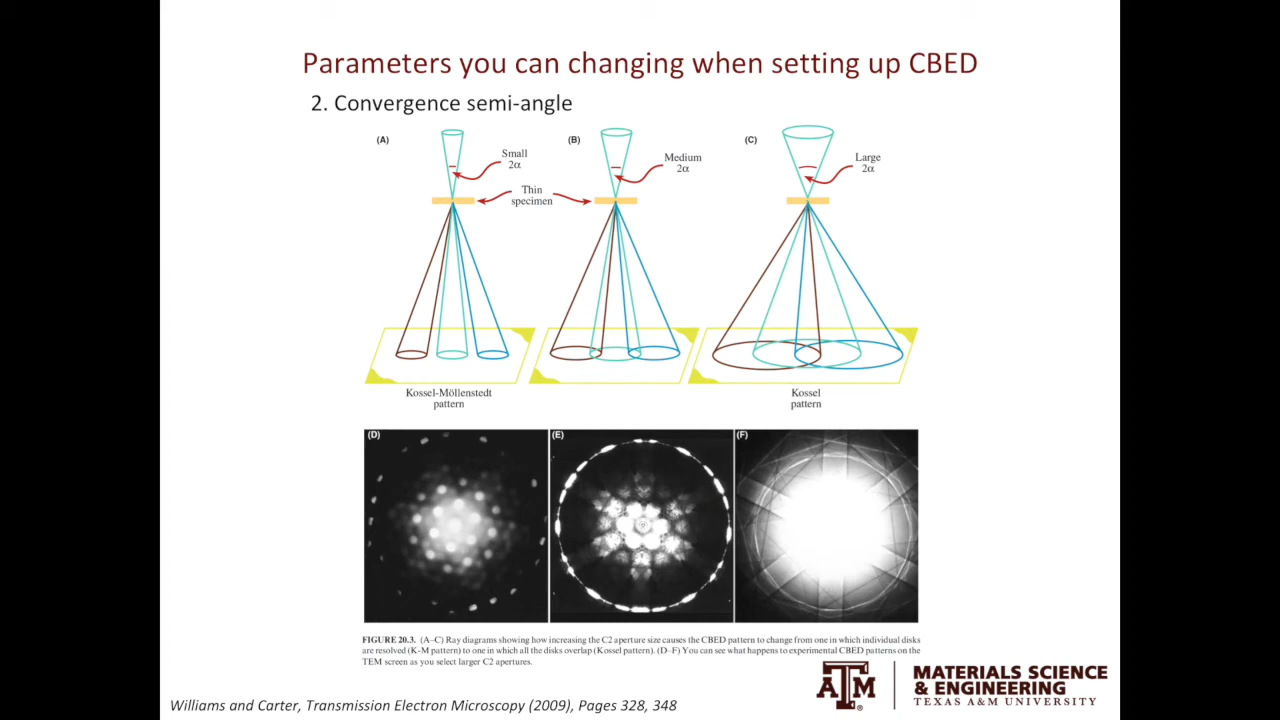 Parameters you can changing when setting up CBED
2. Convergence semi-angle
(A)
Small
2α
(B)
Medium
2α
(C)
Large
2α
Thin
specimen
Kossel-Möllenstedt
pattern
Kossel
pattern
(D)
(E)
(F)
FIGURE 20.3. (A–C) Ray diagrams showing how increasing the C2 aperture size causes the CBED pattern to change from one in which individual disks
are resolved (K-M pattern) to one in which all the disks overlap (Kossel pattern). (D–F) You can see what happens to experimental CBED patterns on the
TEM screen as you select larger C2 apertures.
Williams and Carter, Transmission Electron Microscopy (2009), Pages 328, 348
ATM
MATERIALS SCIENCE
& ENGINEERING
TEXAS A&M UNIVERSITY